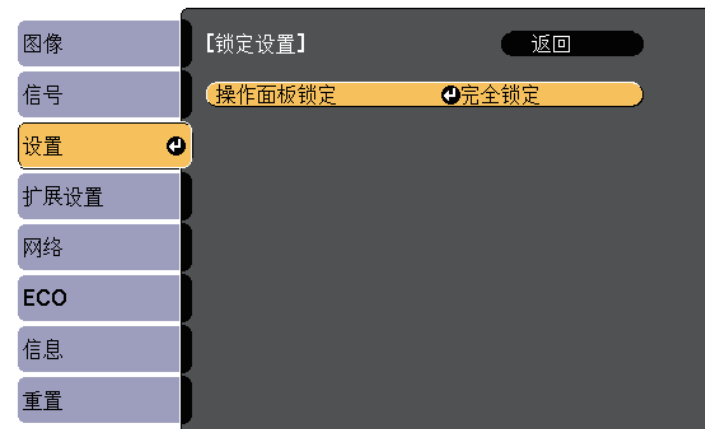 图像
信号
设置
扩展设置
网络
ECO
信息
重置
【锁定设置】 返回
操作面板锁定 完全锁定